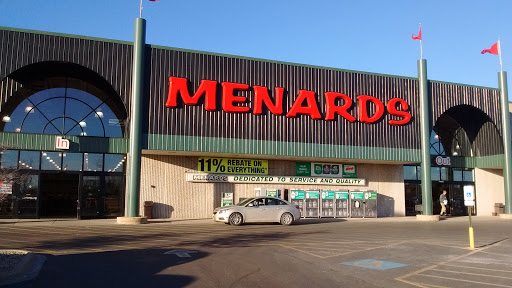 MENARDS
In
Out
11% REBATE ON
EVERYTHING
DEDICATED TO SERVICE AND QUALITY